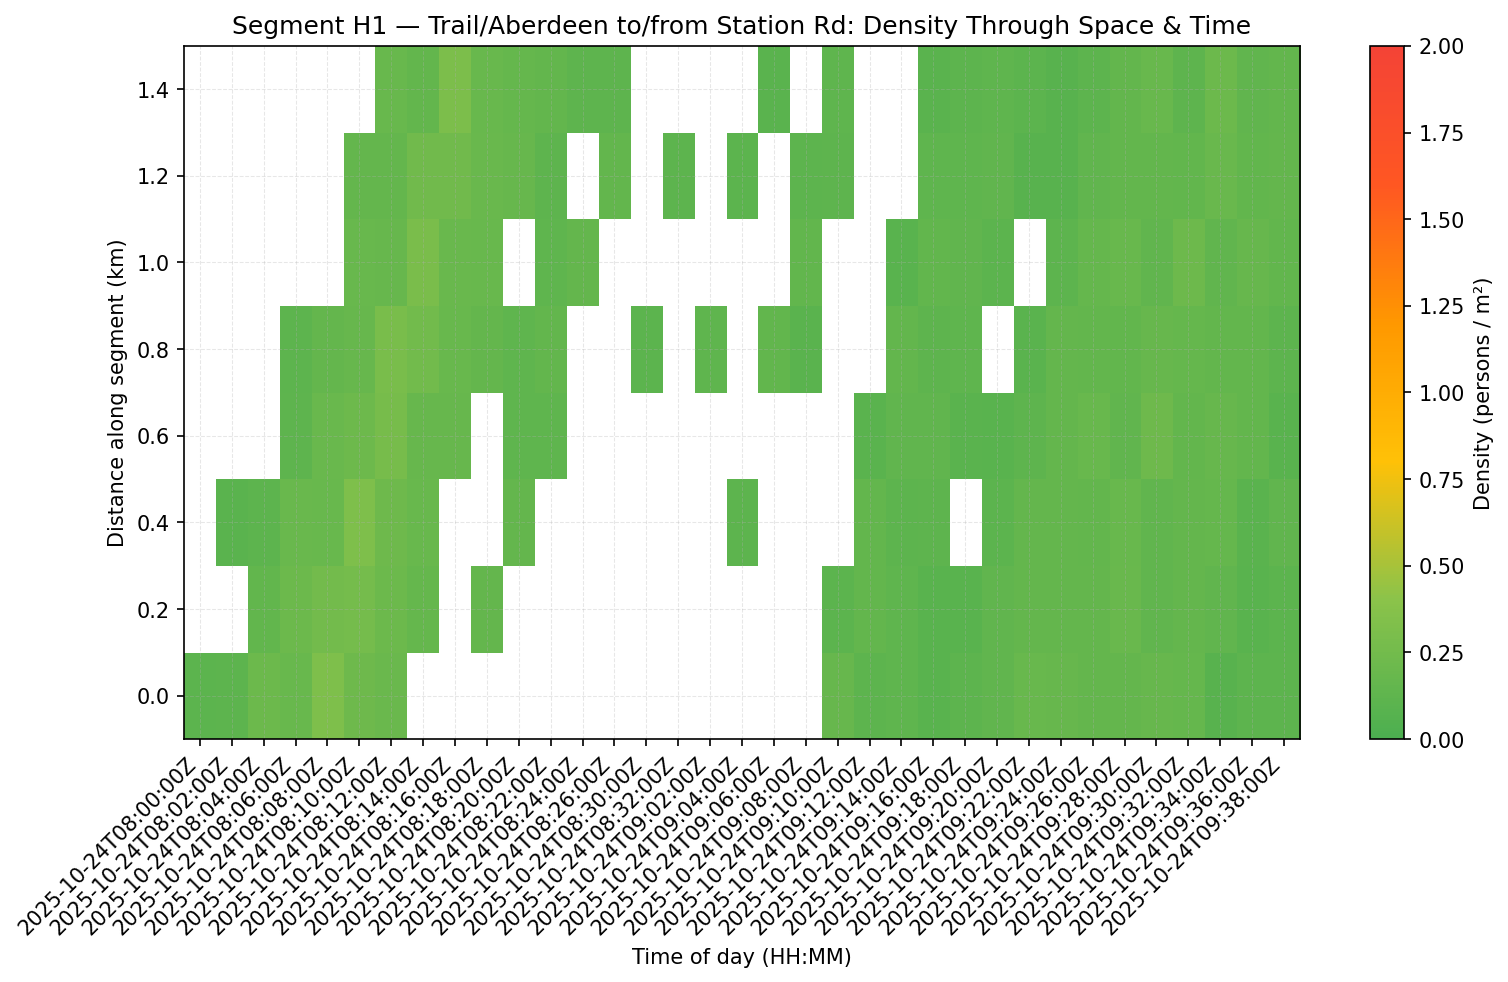 Segment H1 — Trail/Aberdeen to/from Station Rd: Density Through Space & Time
1.4
1.2
1.0
0.8
0.6
0.4
0.2
0.0
Distance along segment (km)
2025-10-24T08:00:00Z
2025-10-24T08:02:00Z
2025-10-24T08:04:00Z
2025-10-24T08:06:00Z
2025-10-24T08:08:00Z
2025-10-24T08:10:00Z
2025-10-24T08:12:00Z
2025-10-24T08:14:00Z
2025-10-24T08:16:00Z
2025-10-24T08:18:00Z
2025-10-24T08:20:00Z
2025-10-24T08:22:00Z
2025-10-24T08:24:00Z
2025-10-24T08:26:00Z
2025-10-24T08:30:00Z
2025-10-24T08:32:00Z
2025-10-24T09:02:00Z
2025-10-24T09:04:00Z
2025-10-24T09:06:00Z
2025-10-24T09:08:00Z
2025-10-24T09:10:00Z
2025-10-24T09:12:00Z
2025-10-24T09:14:00Z
2025-10-24T09:16:00Z
2025-10-24T09:18:00Z
2025-10-24T09:20:00Z
2025-10-24T09:22:00Z
2025-10-24T09:24:00Z
2025-10-24T09:26:00Z
2025-10-24T09:28:00Z
2025-10-24T09:30:00Z
2025-10-24T09:32:00Z
2025-10-24T09:34:00Z
2025-10-24T09:36:00Z
2025-10-24T09:38:00Z
Time of day (HH:MM)
2.00
1.75
1.50
1.25
1.00
0.75
0.50
0.25
0.00
Density (persons / m²)